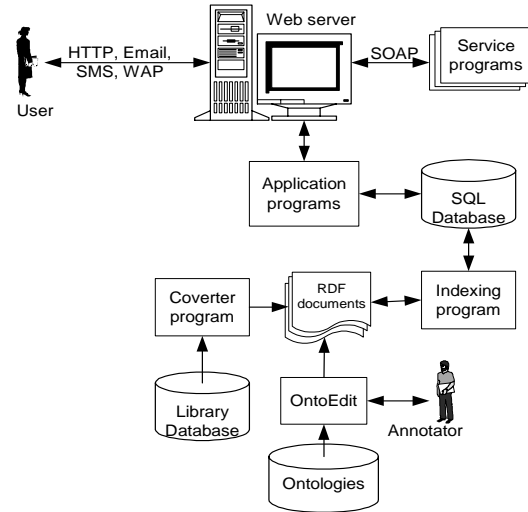 Web server
HTTP, Email,
SMS, WAP
SOAP
Service
programs
User
Application
programs
SQL
Database
Coverter
program
RDF
documents
Indexing
program
Library
Database
OntoEdit
Annotator
Ontologies